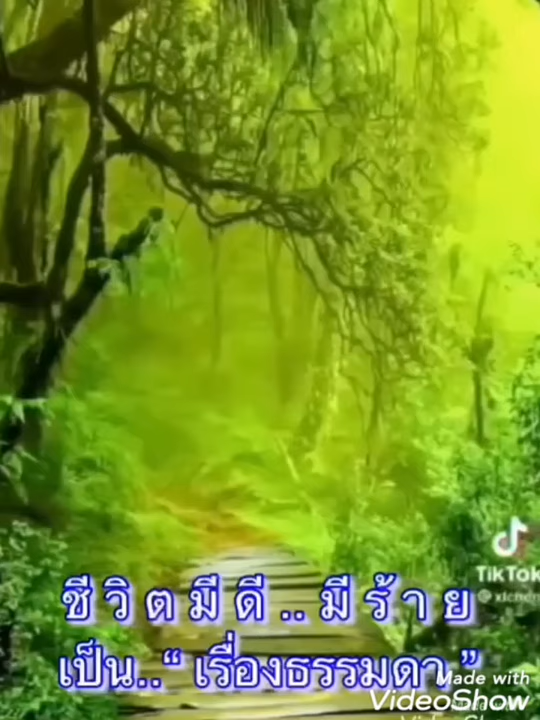 ชี วิ ต มี ดี .. มี ร้ า ย
เป็น..“ เรื่องธรรมดา ”
TikTok
Made with
VideoShow